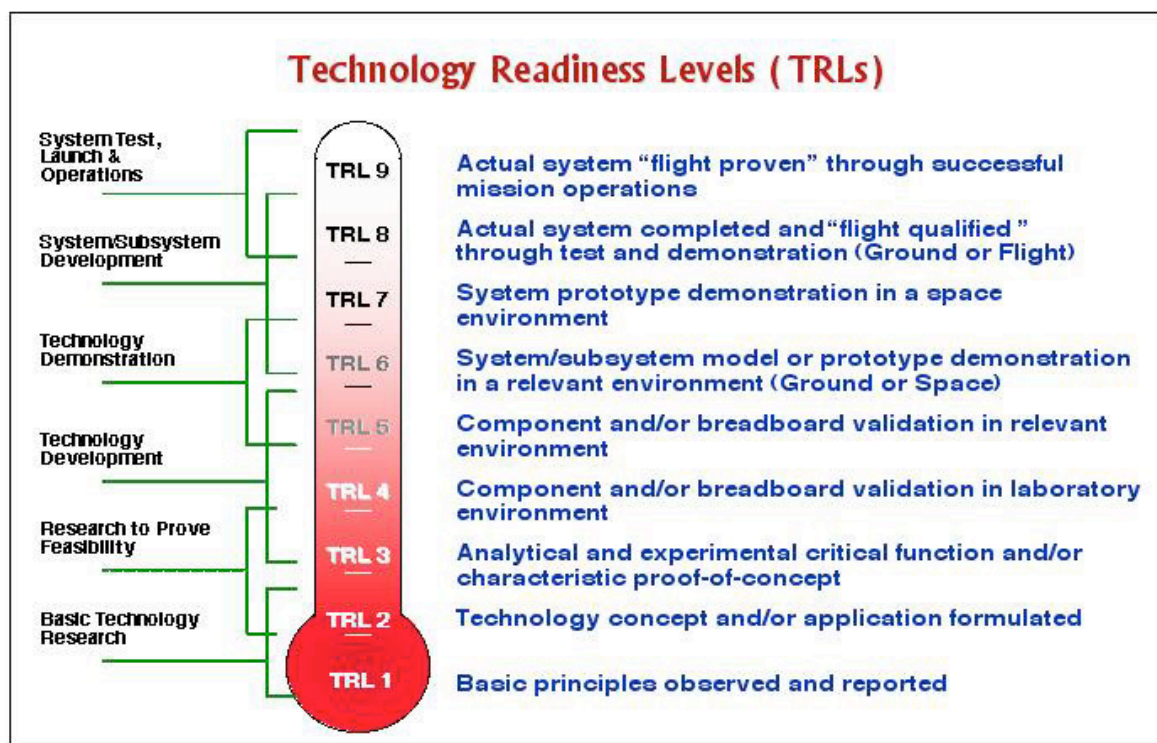 Technology Readiness Levels ( TRLs)
System Test,
Launch &
Operations
System/Subsystem
Development
Technology
Demonstration
Technology
Development
Research to Prove
Feasibility
Basic Technology
Research
TRL 9
TRL 8
TRL 7
TRL 6
TRL 5
TRL 4
TRL 3
TRL 2
TRL 1
Actual system “flight proven” through successful
mission operations
Actual system completed and “flight qualified ”
through test and demonstration (Ground or Flight)
System prototype demonstration in a space
environment
System/subsystem model or prototype demonstration
in a relevant environment (Ground or Space)
Component and/or breadboard validation in relevant
environment
Component and/or breadboard validation in laboratory
environment
Analytical and experimental critical function and/or
characteristic proof-of-concept
Technology concept and/or application formulated
Basic principles observed and reported